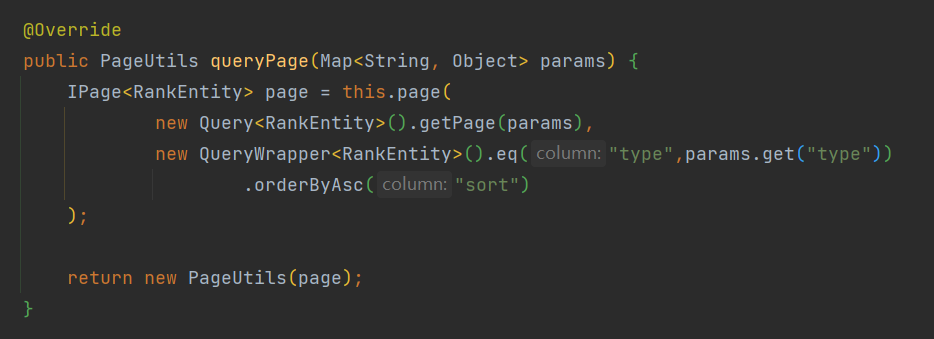 @Override
public PageUtils queryPage(Map<String, Object> params) {
IPage<RankEntity> page = this.page(
new Query<RankEntity>().getPage(params),
new QueryWrapper<RankEntity>().eq( column: "type",params.get("type"))
.orderByAsc( column: "sort")
);
return new PageUtils(page);
}